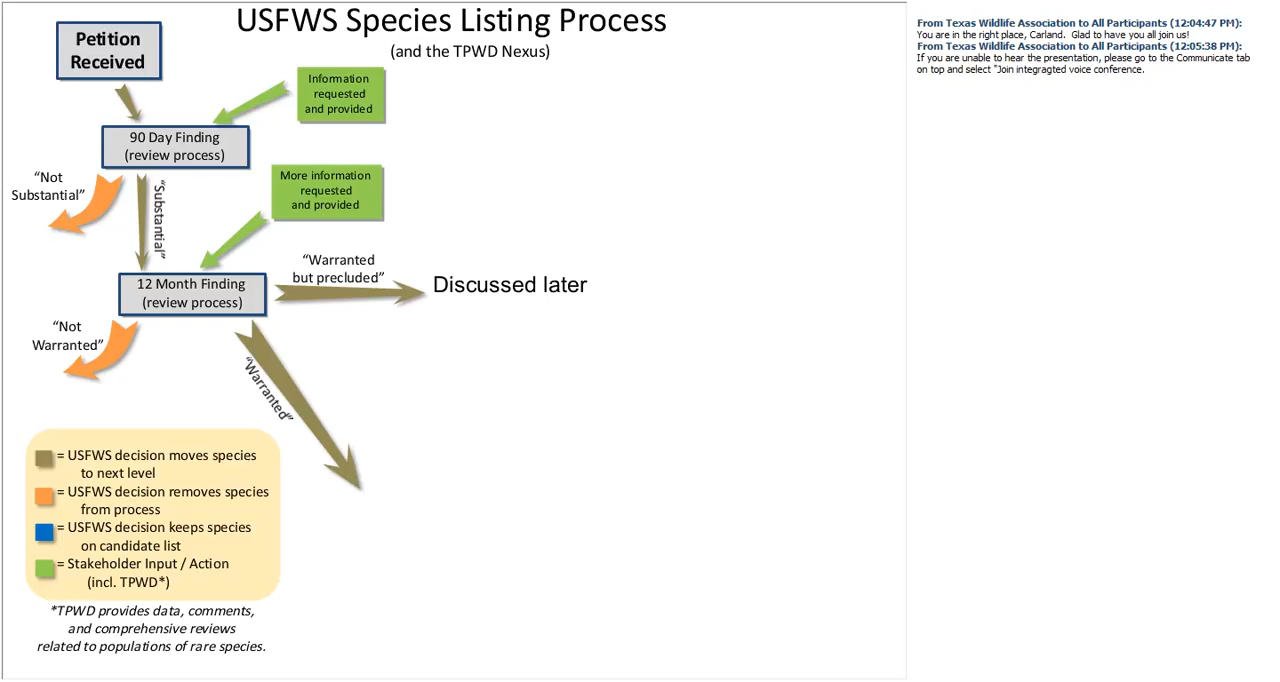 USFWS Species Listing Process
(and the TPWD Nexus)
Petition
Received
Information
requested
and provided
90 Day Finding
(review process)
“Not
Substantial”
“Substantial”
More information
requested
and provided
12 Month Finding
(review process)
“Warranted
but precluded”
Discussed later
“Not
Warranted”
“Warranted”
= USFWS decision moves species
to next level
= USFWS decision removes species
from process
= USFWS decision keeps species
on candidate list
= Stakeholder Input / Action
(incl. TPWD*)
*TPWD provides data, comments,
and comprehensive reviews
related to populations of rare species.
From Texas Wildlife Association to All Participants (12:04:47 PM):
You are in the right place, Carland.  Glad to have you all join us!
From Texas Wildlife Association to All Participants (12:05:38 PM):
If you are unable to hear the presentation, please go to the Communicate tab
on top and select "Join integragted voice conference.